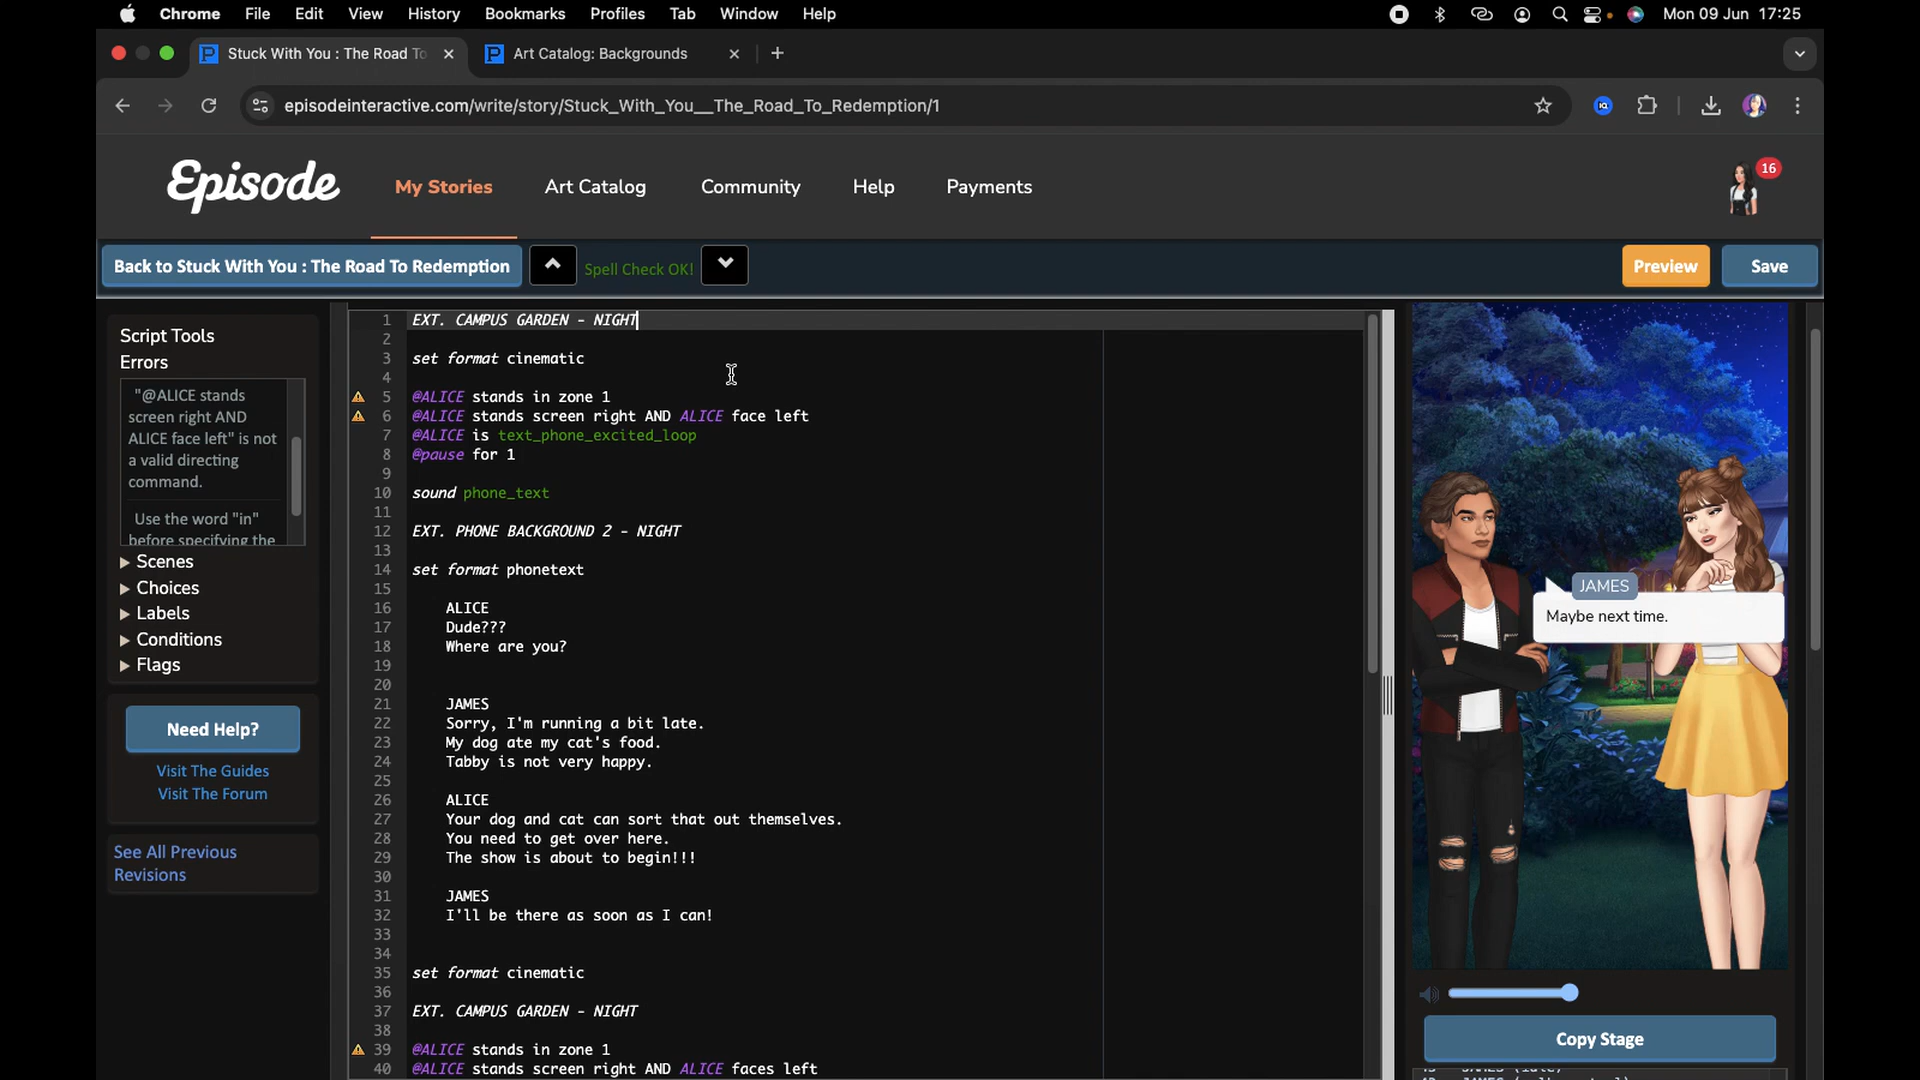 Chrome File Edit View History Bookmarks Profiles Tab Window Help Mon 09 Jun 17:25
Stuck With You : The Road To Art Catalog: Backgrounds
episodeinteractive.com/write/story/Stuck_With_You__The_Road_To_Redemption/1
Episode My Stories Art Catalog Community Help Payments 16
Back to Stuck With You : The Road To Redemption Spell Check OK! Preview Save
Script Tools
Errors
"@ALICE stands
screen right AND
ALICE face left" is not
a valid directing
command.
Use the word "in"
before specifying the
Scenes
Choices
Labels
Conditions
Flags
Need Help?
Visit The Guides
Visit The Forum
See All Previous
Revisions
1 EXT. CAMPUS GARDEN - NIGHT
2
3 set format cinematic
4
5 @ALICE stands in zone 1
6 @ALICE stands screen right AND ALICE face left
7 @ALICE is text_phone_excited_loop
8 @pause for 1
9
10 sound phone_text
11
12 EXT. PHONE BACKGROUND 2 - NIGHT
13
14 set format phonetext
15
16 ALICE
17 Dude???
18 Where are you?
19
20
21 JAMES
22 Sorry, I'm running a bit late.
23 My dog ate my cat's food.
24 Tabby is not very happy.
25
26 ALICE
27 Your dog and cat can sort that out themselves.
28 You need to get over here.
29 The show is about to begin!!!
30
31 JAMES
32 I'll be there as soon as I can!
33
34
35 set format cinematic
36
37 EXT. CAMPUS GARDEN - NIGHT
38
39 @ALICE stands in zone 1
40 @ALICE stands screen right AND ALICE faces left
JAMES
Maybe next time.
Copy Stage